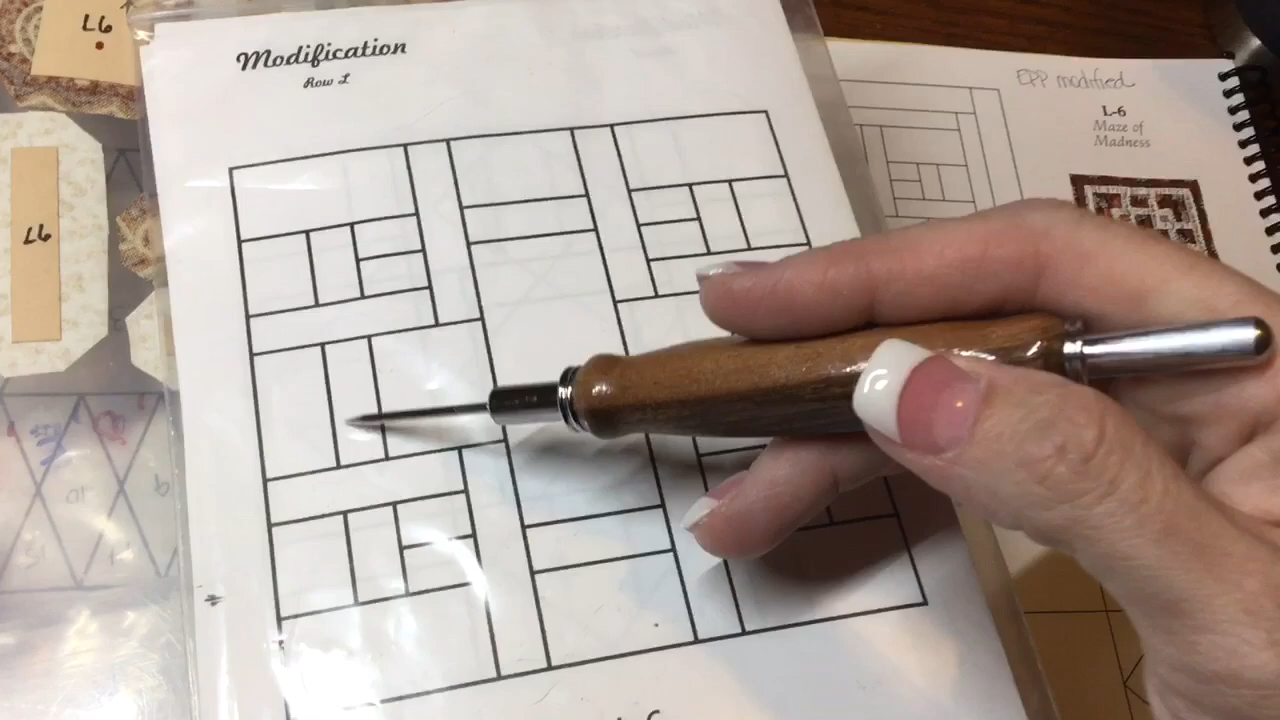 L6
Modification
Row L
EPP modified
L-6
Maze of
Madness
L6